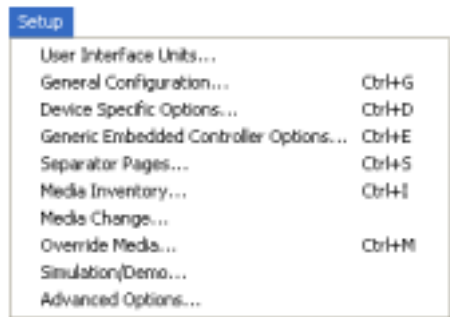 Setup
User Interface Units...
General Configuration... Ctrl+G
Device Specific Options... Ctrl+D
Generic Embedded Controller Options... Ctrl+E
Separator Pages... Ctrl+S
Media Inventory... Ctrl+I
Media Change...
Override Media... Ctrl+M
Simulation/Demo...
Advanced Options...